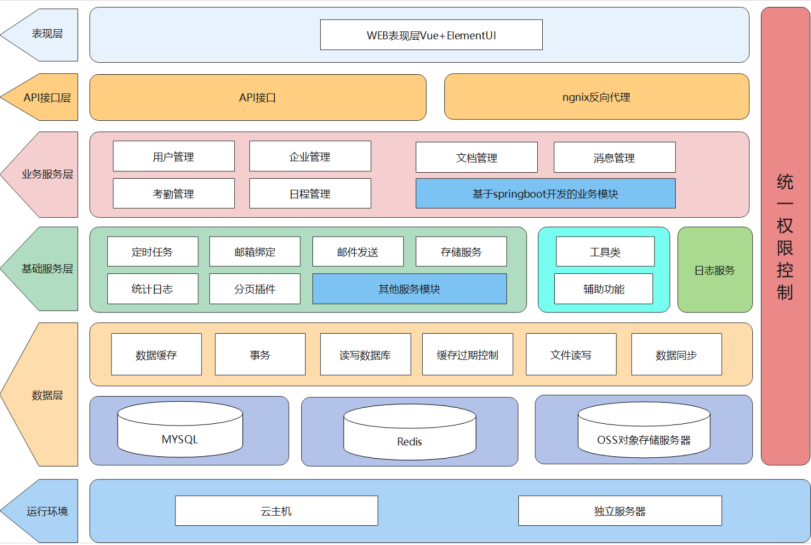 表现层
WEB表现层Vue+ElementUI
API接口层
API接口
ngnix反向代理
业务服务层
用户管理
企业管理
文档管理
消息管理
考勤管理
日程管理
基于springboot开发的业务模块
基础服务层
定时任务
邮箱绑定
邮件发送
存储服务
工具类
日志服务
统计日志
分页插件
其他服务模块
辅助功能
数据层
数据缓存
事务
读写数据库
缓存过期控制
文件读写
数据同步
MYSQL
Redis
OSS对象存储服务器
运行环境
云主机
独立服务器
统一权限控制